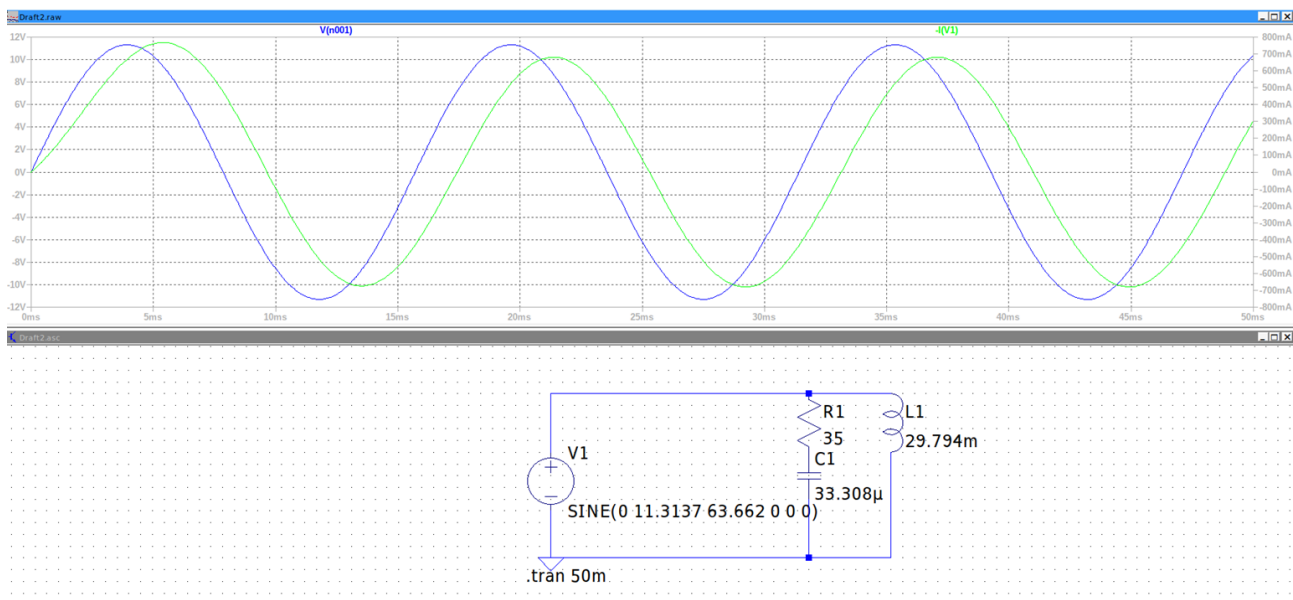 Draft2.raw
V(n001) -I(V1)
12V 800mA
10V 700mA
8V 600mA
6V 500mA
4V 400mA
2V 300mA
0V 200mA
-2V 100mA
-4V 0mA
-6V -100mA
-8V -200mA
-10V -300mA
-12V -400mA
-500mA
-600mA
-700mA
-800mA
0ms 5ms 10ms 15ms 20ms 25ms 30ms 35ms 40ms 45ms 50ms
Draft2.asc
R1 L1
35 29.794m
V1 C1
33.308µ
SINE(0 11.3137 63.662 0 0 0)
.tran 50m